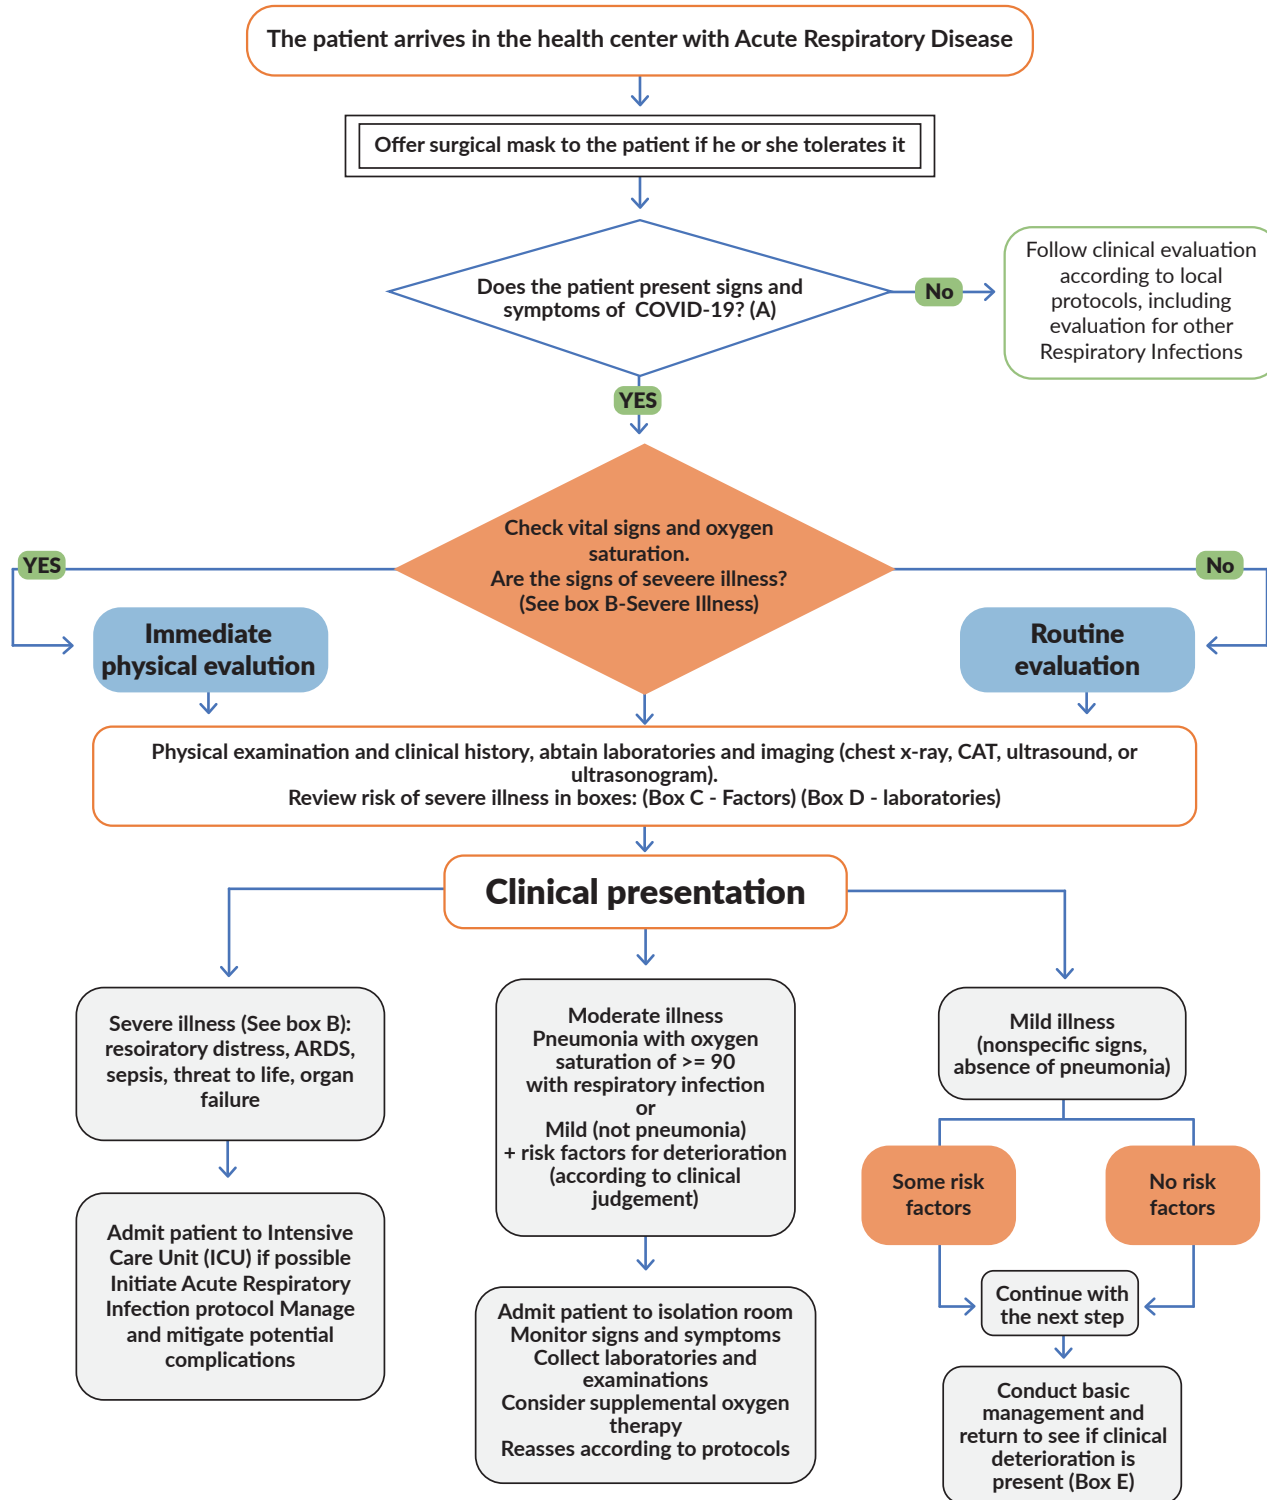 The patient arrives in the health center with Acute Respiratory Disease
Offer surgical mask to the patient if he or she tolerates it
Does the patient present signs and
symptoms of COVID-19? (A)
No
Follow clinical evaluation
according to local
protocols, including
evaluation for other
Respiratory Infections
YES
Check vital signs and oxygen
saturation.
Are the signs of seveere illness?
(See box B-Severe Illness)
YES
No
Immediate
physical evalution
Routine
evaluation
Physical examination and clinical history, abtain laboratories and imaging (chest x-ray, CAT, ultrasound, or
ultrasonogram).
Review risk of severe illness in boxes: (Box C - Factors) (Box D - laboratories)
Clinical presentation
Severe illness (See box B):
resoiratory distress, ARDS,
sepsis, threat to life, organ
failure
Admit patient to Intensive
Care Unit (ICU) if possible
Initiate Acute Respiratory
Infection protocol Manage
and mitigate potential
complications
Moderate illness
Pneumonia with oxygen
saturation of >= 90
with respiratory infection
or
Mild (not pneumonia)
+ risk factors for deterioration
(according to clinical
judgement)
Admit patient to isolation room
Monitor signs and symptoms
Collect laboratories and
examinations
Consider supplemental oxygen
therapy
Reasses according to protocols
Mild illness
(nonspecific signs,
absence of pneumonia)
Some risk
factors
No risk
factors
Continue with
the next step
Conduct basic
management and
return to see if clinical
deterioration is
present (Box E)